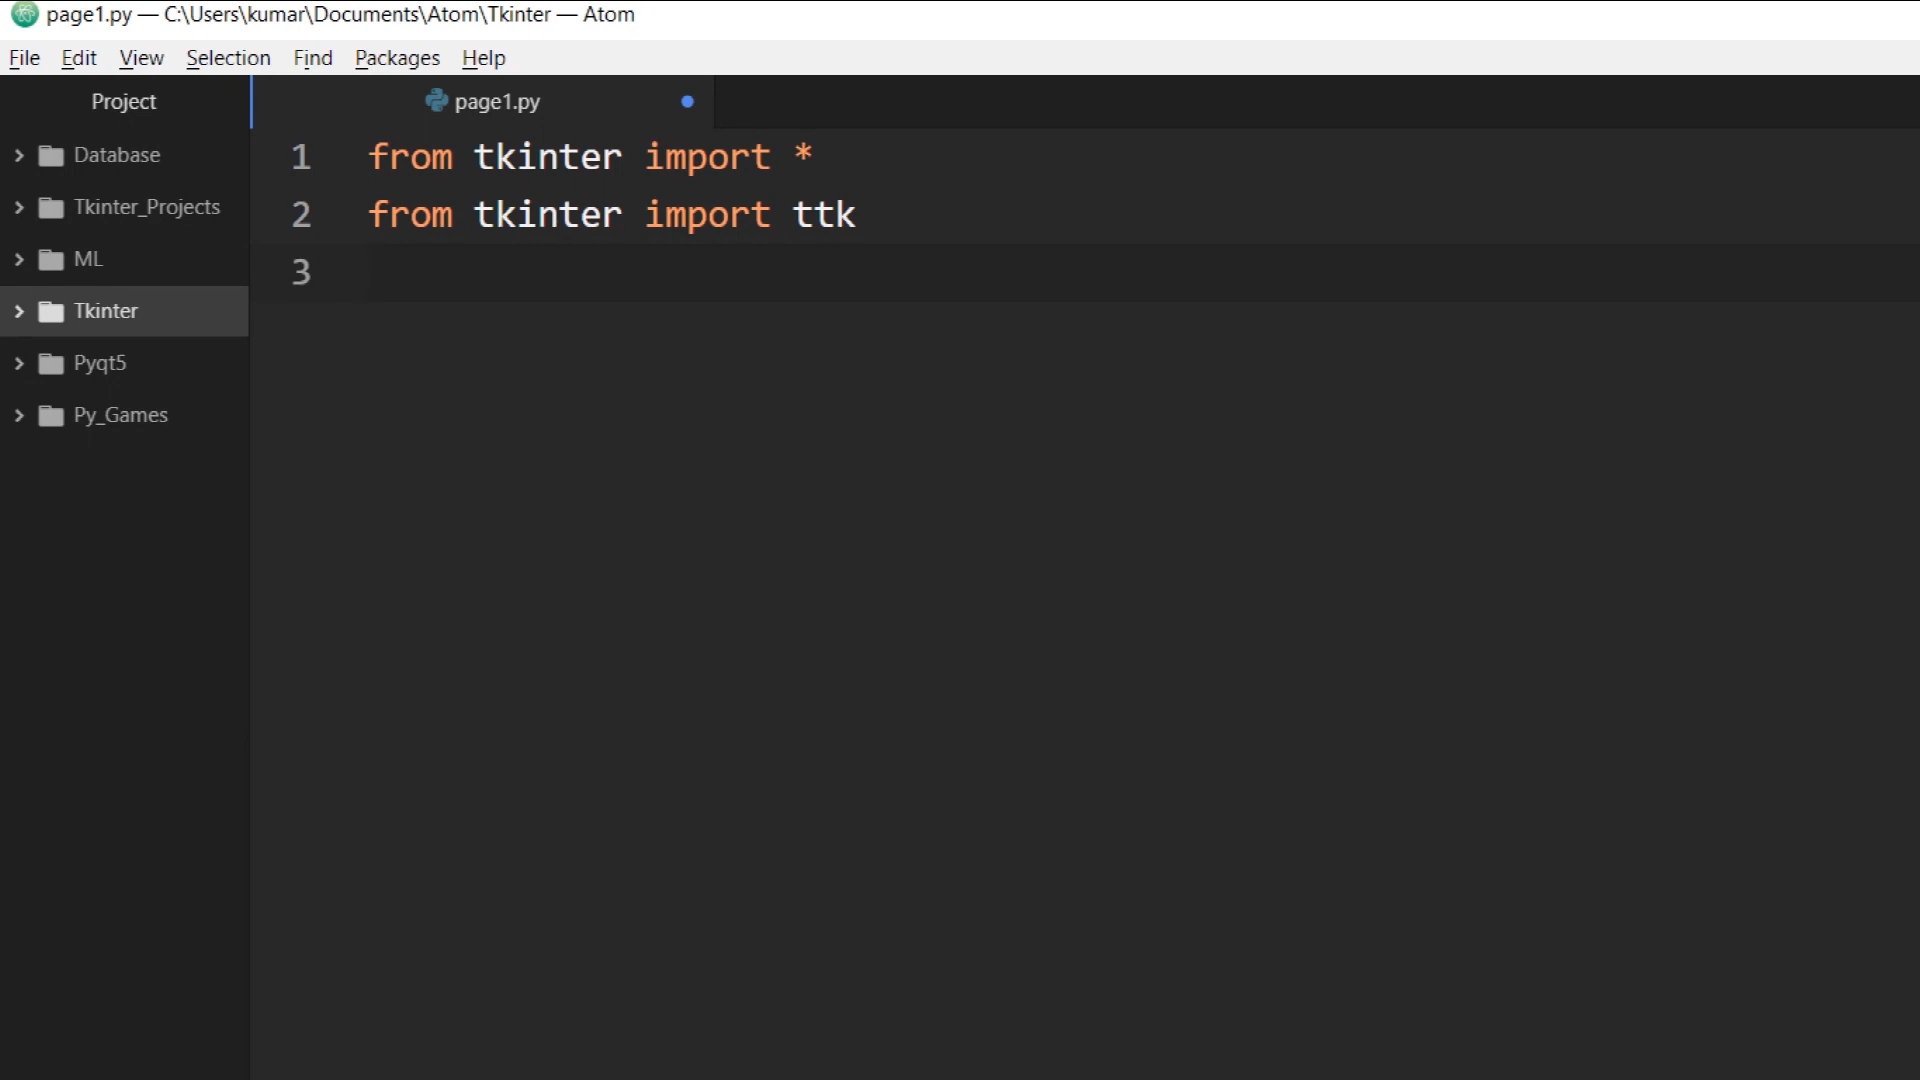 page1.py — C:\Users\kumar\Documents\Atom\Tkinter — Atom
File Edit View Selection Find Packages Help
Project
page1.py
Database
Tkinter_Projects
ML
Tkinter
Pyqt5
Py_Games
1 from tkinter import *
2 from tkinter import ttk
3